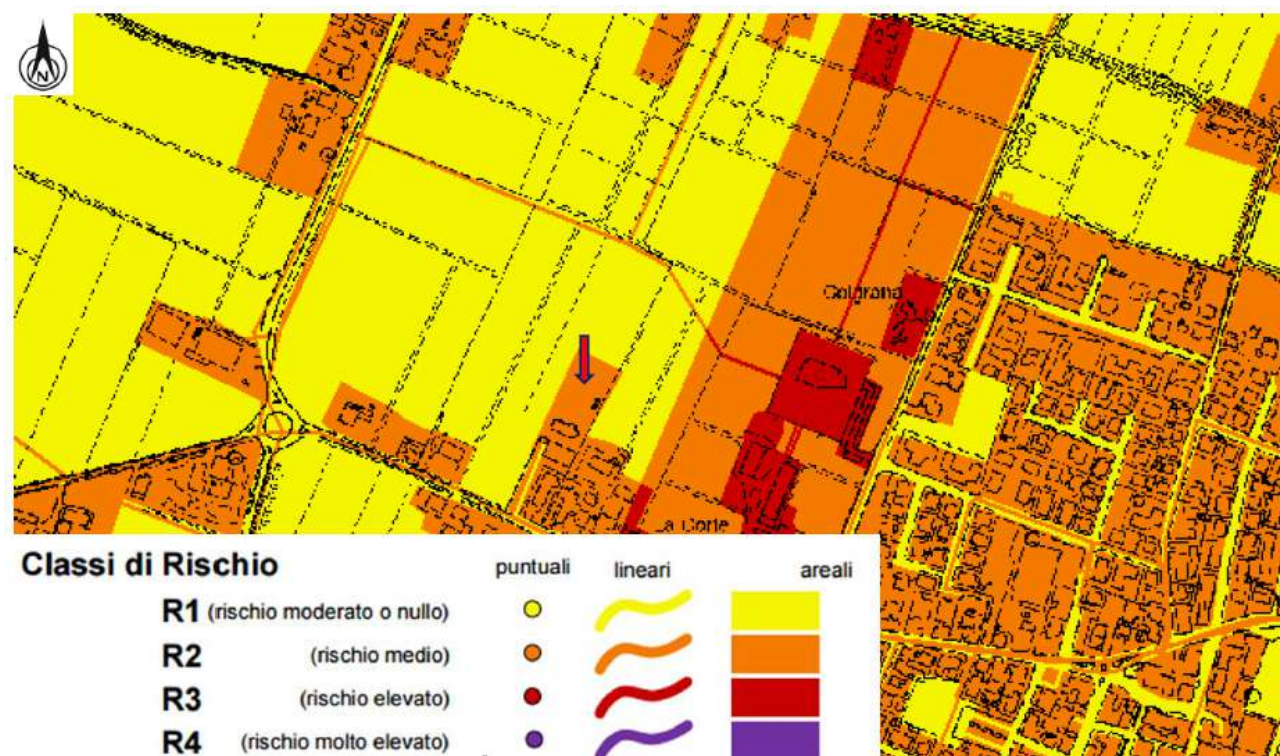 N
Colorana
La Corte
Classi di Rischio
puntuali lineari areali
R1 (rischio moderato o nullo)
R2 (rischio medio)
R3 (rischio elevato)
R4 (rischio molto elevato)